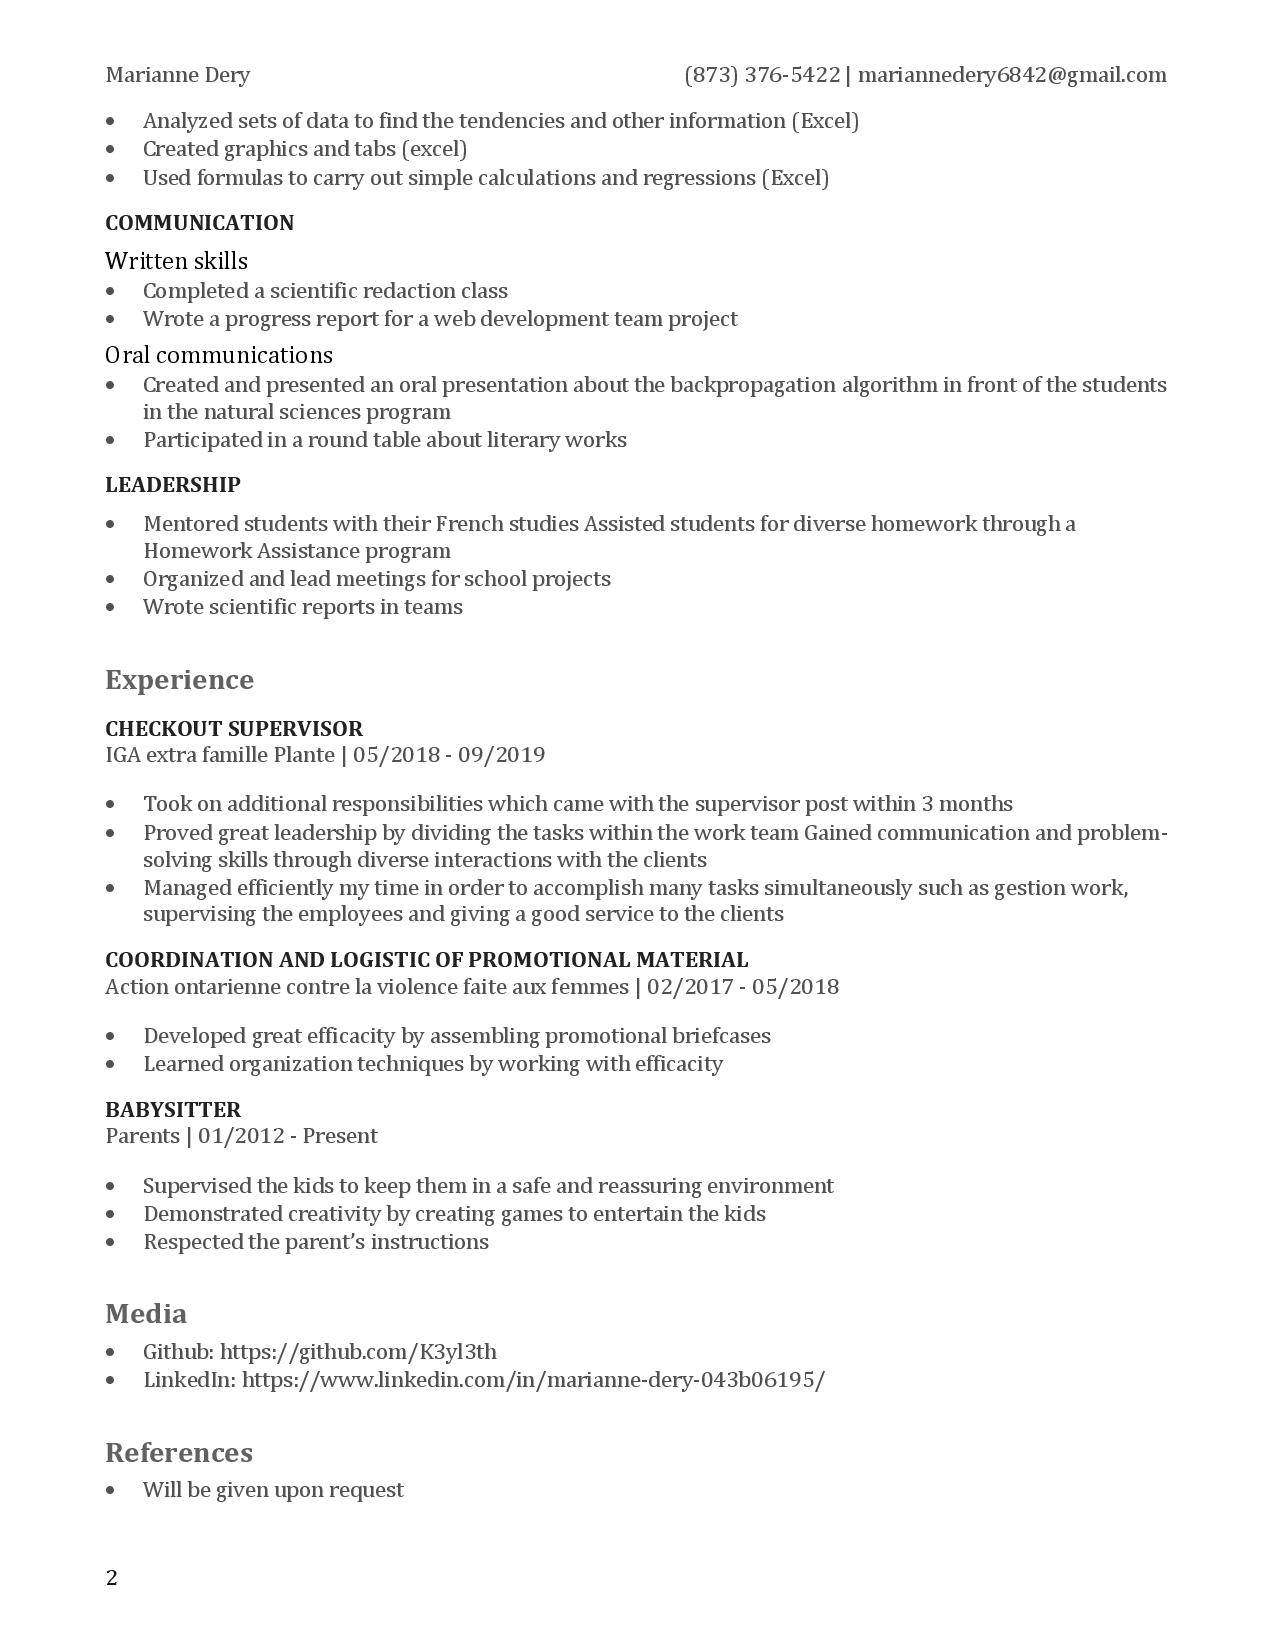 Marianne Dery (873) 376-5422 | mariannedery6842@gmail.com
• Analyzed sets of data to find the tendencies and other information (Excel)
• Created graphics and tabs (excel)
• Used formulas to carry out simple calculations and regressions (Excel)
COMMUNICATION
Written skills
• Completed a scientific redaction class
• Wrote a progress report for a web development team project
Oral communications
• Created and presented an oral presentation about the backpropagation algorithm in front of the students
in the natural sciences program
• Participated in a round table about literary works
LEADERSHIP
• Mentored students with their French studies Assisted students for diverse homework through a
Homework Assistance program
• Organized and lead meetings for school projects
• Wrote scientific reports in teams
Experience
CHECKOUT SUPERVISOR
IGA extra famille Plante | 05/2018 - 09/2019
• Took on additional responsibilities which came with the supervisor post within 3 months
• Proved great leadership by dividing the tasks within the work team Gained communication and problem-
solving skills through diverse interactions with the clients
• Managed efficiently my time in order to accomplish many tasks simultaneously such as gestion work,
supervising the employees and giving a good service to the clients
COORDINATION AND LOGISTIC OF PROMOTIONAL MATERIAL
Action ontarienne contre la violence faite aux femmes | 02/2017 - 05/2018
• Developed great efficacity by assembling promotional briefcases
• Learned organization techniques by working with efficacity
BABYSITTER
Parents | 01/2012 - Present
• Supervised the kids to keep them in a safe and reassuring environment
• Demonstrated creativity by creating games to entertain the kids
• Respected the parent’s instructions
Media
• Github: https://github.com/K3yl3th
• LinkedIn: https://www.linkedin.com/in/marianne-dery-043b06195/
References
• Will be given upon request
2